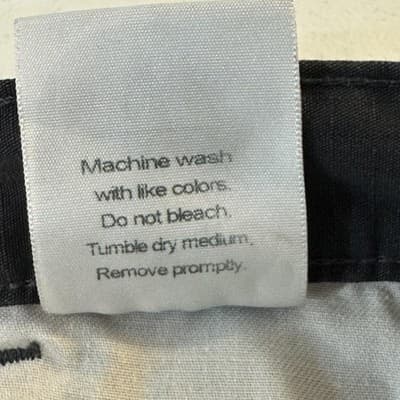 Machine wash
with like colors.
Do not bleach.
Tumble dry medium.
Remove promptly.